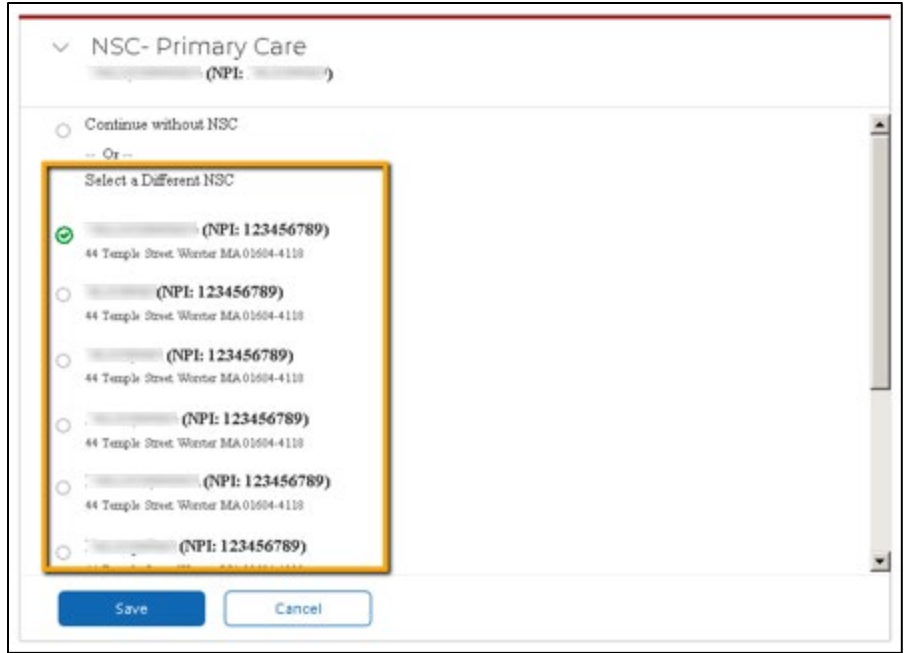 NSC- Primary Care
(NPI: )
Continue without NSC
-- Or --
Select a Different NSC
(NPI: 123456789)
44 Temple Street Worster MA 01604-4118
(NPI: 123456789)
44 Temple Street Worster MA 01604-4118
(NPI: 123456789)
44 Temple Street Worster MA 01604-4118
(NPI: 123456789)
44 Temple Street Worster MA 01604-4118
(NPI: 123456789)
44 Temple Street Worster MA 01604-4118
(NPI: 123456789)
Save Cancel